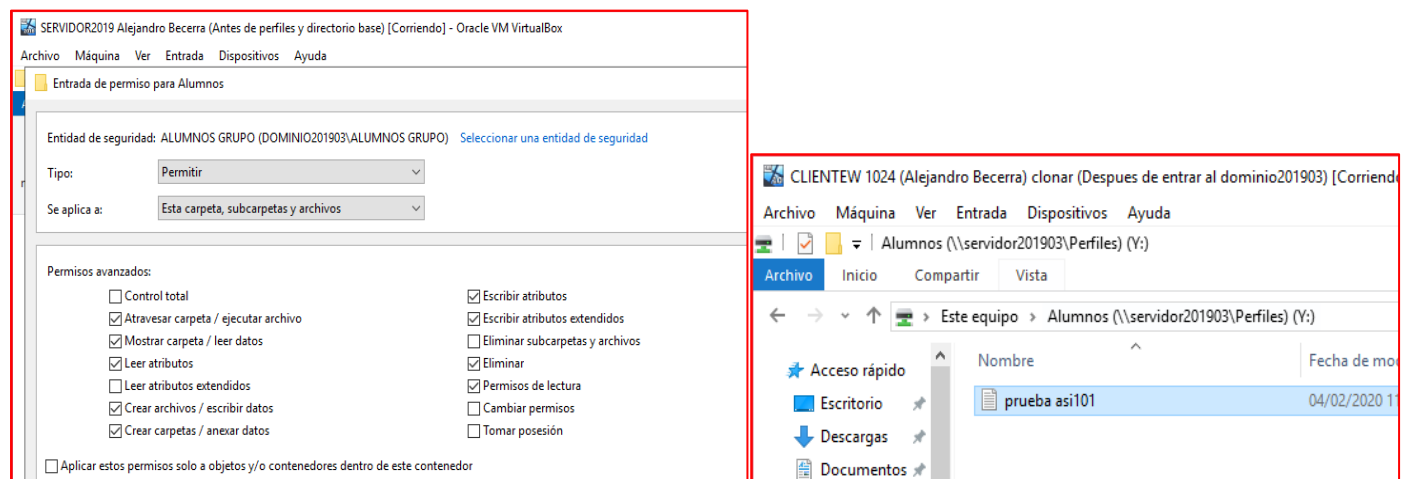 SERVIDOR2019 Alejandro Becerra (Antes de perfiles y directorio base) [Corriendo] - Oracle VM VirtualBox
Archivo Máquina Ver Entrada Dispositivos Ayuda
Entrada de permiso para Alumnos
Entidad de seguridad: ALUMNOS GRUPO (DOMINIO201903\ALUMNOS GRUPO) Seleccionar una entidad de seguridad
Tipo: Permitir
Se aplica a: Esta carpeta, subcarpetas y archivos
Permisos avanzados:
Control total
Atravesar carpeta / ejecutar archivo
Mostrar carpeta / leer datos
Leer atributos
Leer atributos extendidos
Crear archivos / escribir datos
Crear carpetas / anexar datos
Escribir atributos
Escribir atributos extendidos
Eliminar subcarpetas y archivos
Eliminar
Permisos de lectura
Cambiar permisos
Tomar posesión
Aplicar estos permisos solo a objetos y/o contenedores dentro de este contenedor
CLIENTEW 1024 (Alejandro Becerra) clonar (Despues de entrar al dominio201903) [Corriendo
Archivo Máquina Ver Entrada Dispositivos Ayuda
Alumnos (\\servidor201903\Perfiles) (Y:)
Archivo Inicio Compartir Vista
Este equipo > Alumnos (\\servidor201903\Perfiles) (Y:)
Nombre Fecha de mo
Acceso rápido
prueba asi101 04/02/2020 11
Escritorio
Descargas
Documentos